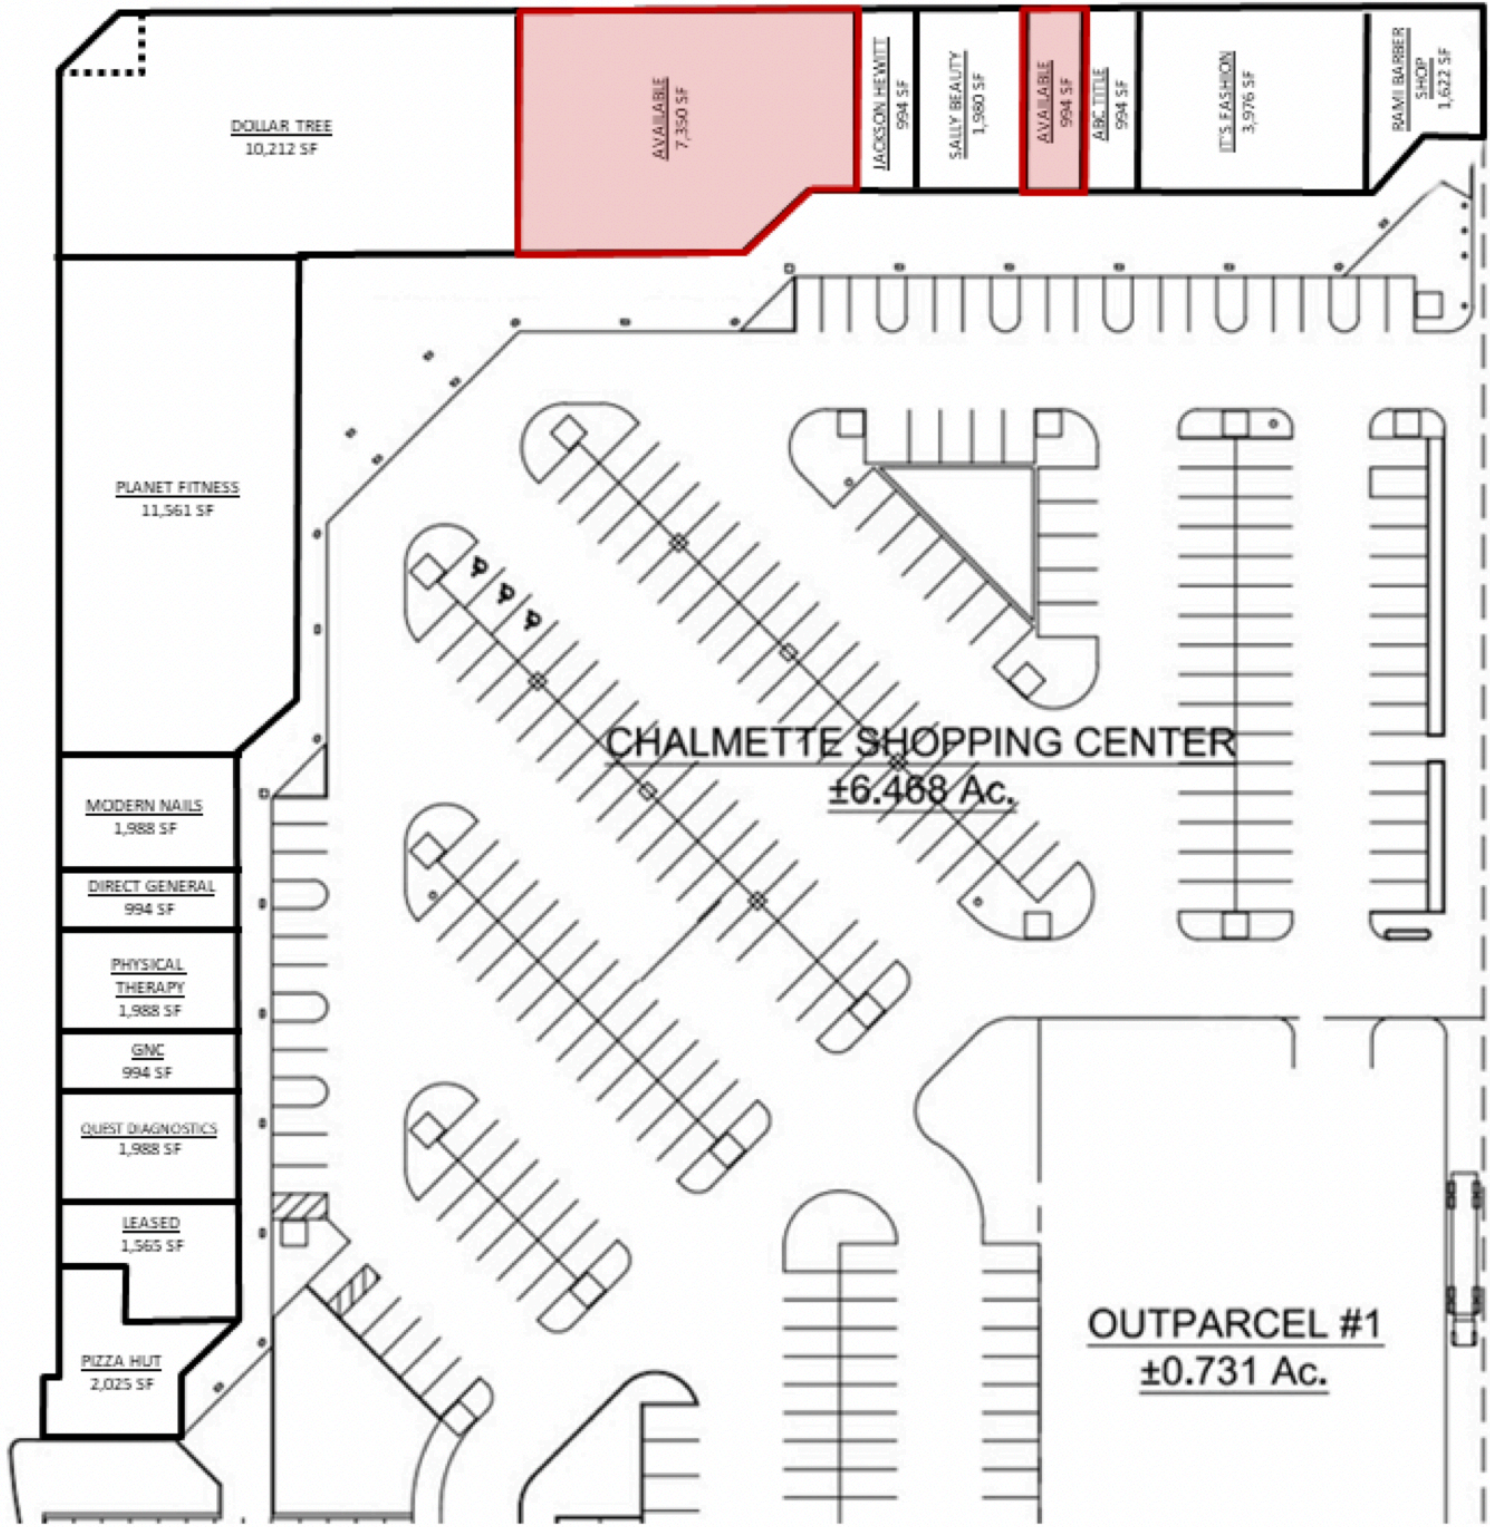 DOLLAR TREE
10,212 SF
AVAILABLE
7,350 SF
JACKSON HEWITT
994 SF
SALLY BEAUTY
1,980 SF
AVAILABLE
994 SF
ABC TITLE
994 SF
IT'S FASHION
3,976 SF
RAMI BARBER
SHOP
1,622 SF
PLANET FITNESS
11,561 SF
CHALMETTE SHOPPING CENTER
±6.468 Ac.
MODERN NAILS
1,988 SF
DIRECT GENERAL
994 SF
PHYSICAL
THERAPY
1,988 SF
GNC
994 SF
QUEST DIAGNOSTICS
1,988 SF
LEASED
1,565 SF
PIZZA HUT
2,025 SF
OUTPARCEL #1
±0.731 Ac.